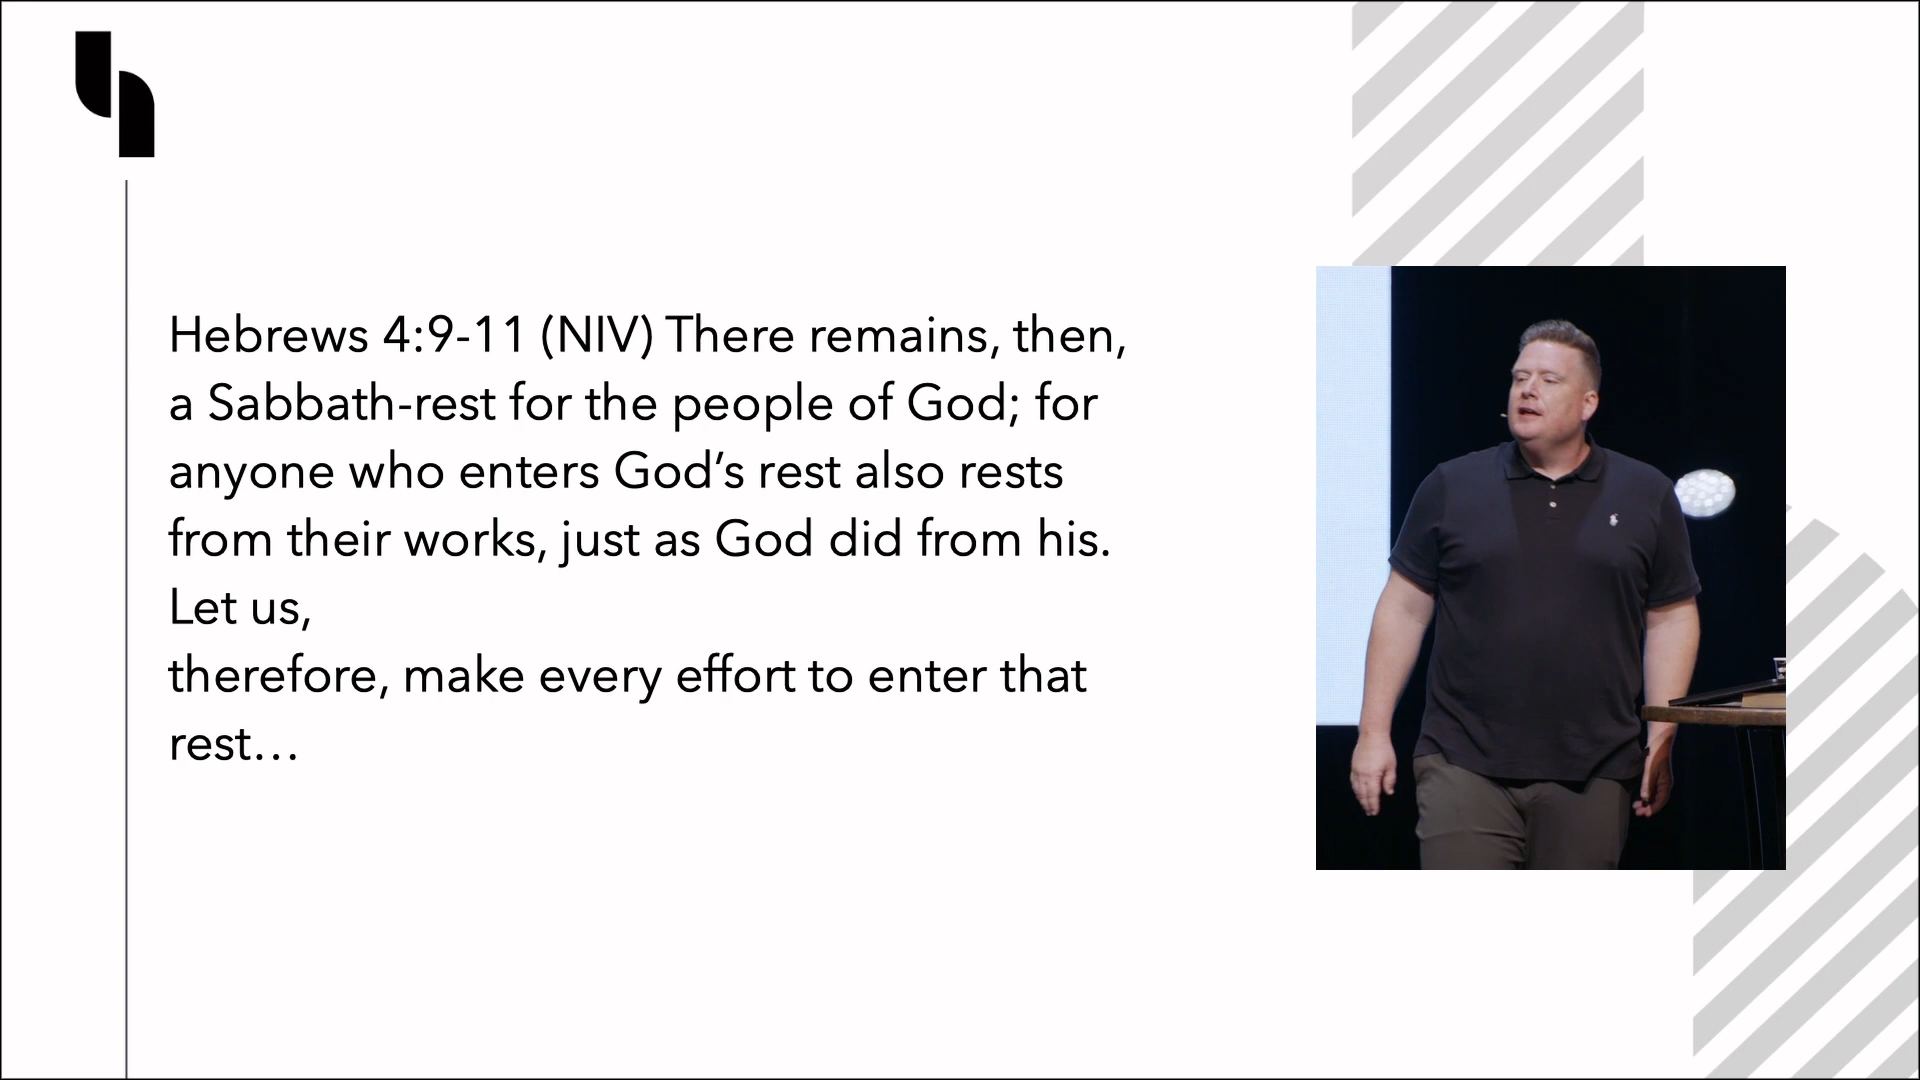 Hebrews 4:9-11 (NIV) There remains, then,
a Sabbath-rest for the people of God; for
anyone who enters God’s rest also rests
from their works, just as God did from his.
Let us,
therefore, make every effort to enter that
rest…